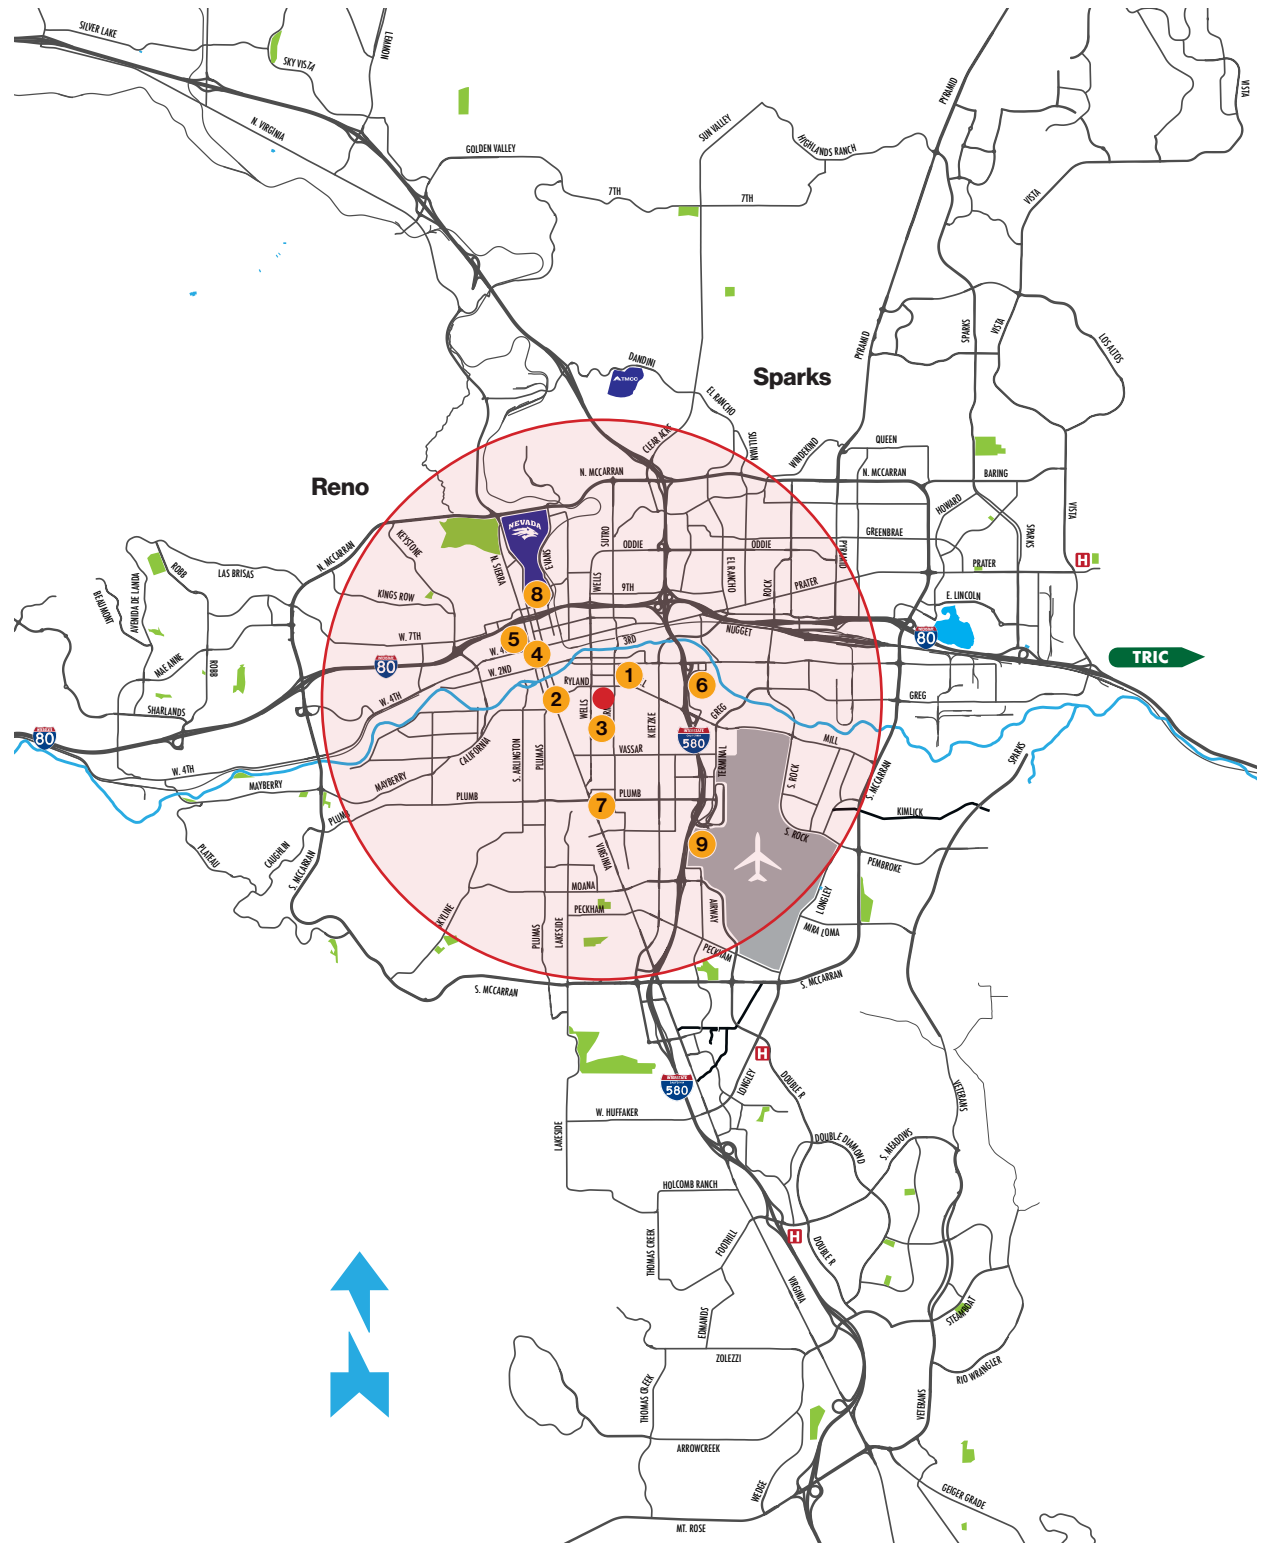 SILVER LAKE
LEMMON
SKY VISTA
VISTA
PYRAMID
N. VIRGINIA
SUN VALLEY
HIGHLANDS RANCH
GOLDEN VALLEY
7TH
7TH
VISTA
PYRAMID
SPARKS
VISTA
LOS ALTOS
DANDINI
TMCC
Sparks
EL RANCHO
CLEAR ACRE
SULLIVAN
WINDEKIND
QUEEN
N. MCCARRAN
N. MCCARRAN
BARING
Reno
HOWARD
VISTA
NEVADA
KEYSTONE
SUTRO
ODDIE
ODDIE
GREENBRAE
SPARKS
N. MCCARRAN
N. SIERRA
EVANS
PYRAMID
H
ROBB
LAS BRISAS
WELLS
9TH
EL RANCHO
ROCK
PRATER
PRATER
BEAUMONT
AVENIDA DE LANDA
KINGS ROW
8
E. LINCOLN
W. 7TH
5
4
3RD
NUGGET
80
W. 4
TRIC
MAE ANNE
ROBB
80
W. 2ND
1
RYLAND
L
6
W. 4TH
2
WELLS
GREG
SHARLANDS
R
3
KIETZKE
GREG
80
580
MILL
CALIFORNIA
S. ARLINGTON
PLUMAS
VASSAR
TERMINAL
SPARKS
W. 4TH
MAYBERRY
MAYBERRY
S. ROCK
S. MCCARRAN
PLUMB
PLUMB
7
PLUMB
KIMLICK
S. ROCK
9
PLATEAU
CAUGHLIN
S. MCCARRAN
VIRGINIA
PEMBROKE
MOANA
LONGLEY
SKYLINE
PECKHAM
AIRWAY
PLUMAS
LAKESIDE
MIRA LOMA
PECKHAM
S. MCCARRAN
S. MCCARRAN
H
INTERSTATE
580
LONGLEY
DOUBLE R
VETERANS
W. HUFFAKER
LAKESIDE
DOUBLE DIAMOND
S. MEADOWS
HOLCOMB RANCH
THOMAS CREEK
FOOTHILL
H
DOUBLE R
VIRGINIA
EDMANDS
STEAMBOAT
ZOLEZZI
RIO WRANGLER
THOMAS CREEK
VETERANS
ARROWCREEK
WEDGE
GEIGER GRADE
MT. ROSE